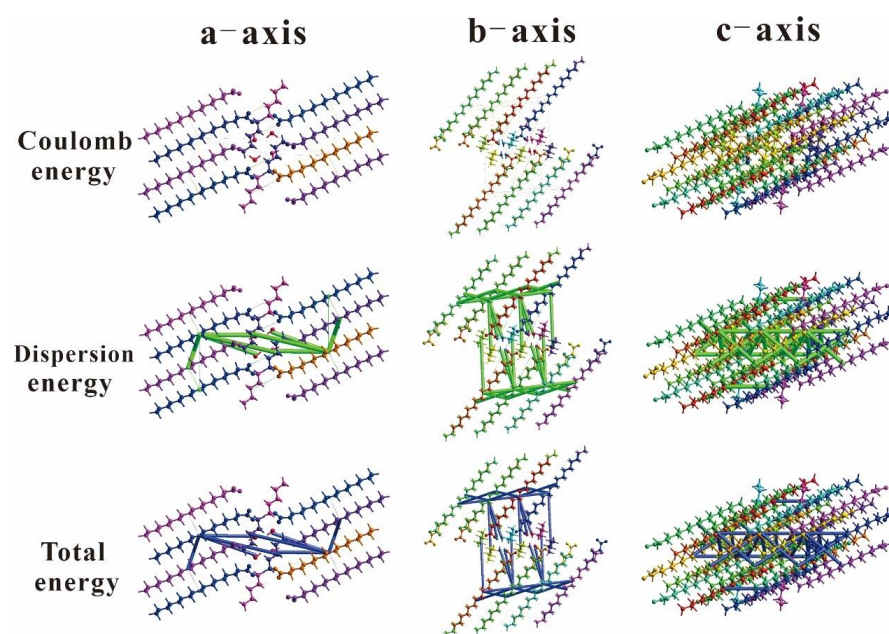 a–axis
b–axis
c–axis
Coulomb
energy
Dispersion
energy
Total
energy